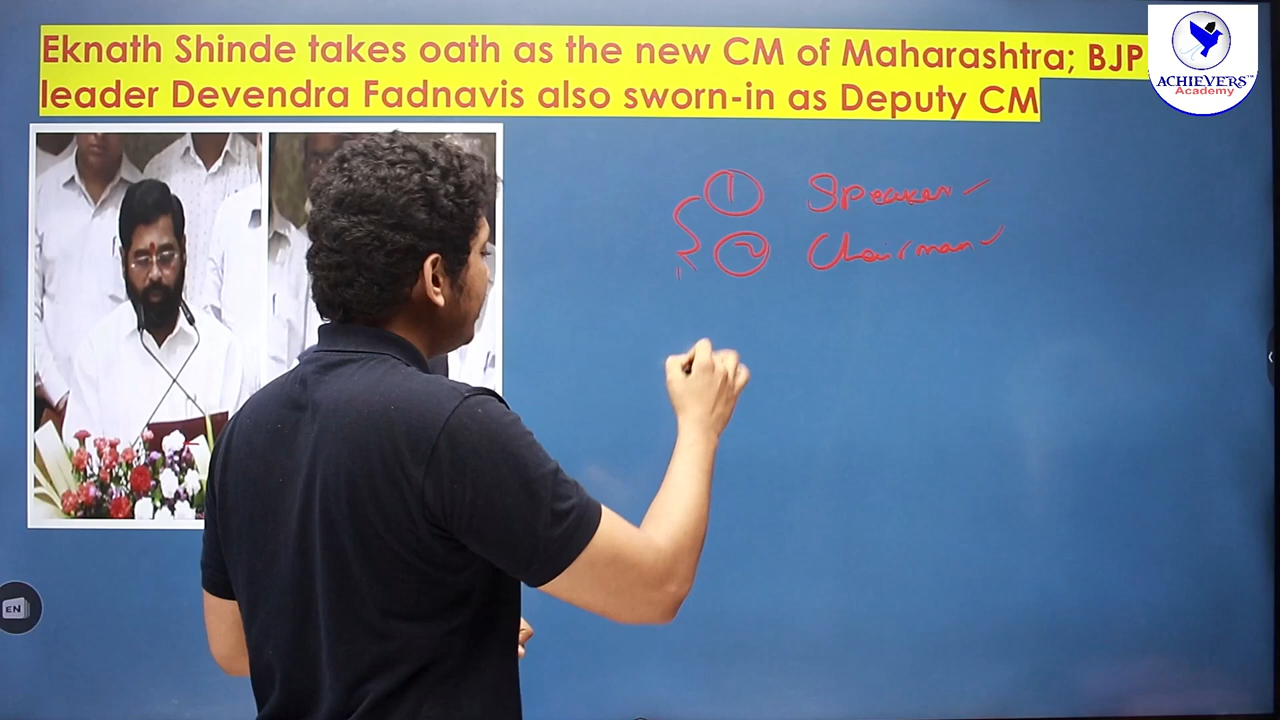 Eknath Shinde takes oath as the new CM of Maharashtra; BJP
leader Devendra Fadnavis also sworn-in as Deputy CM
ACHIEVERS™
Academy
① Speaker
② Chairman
EN